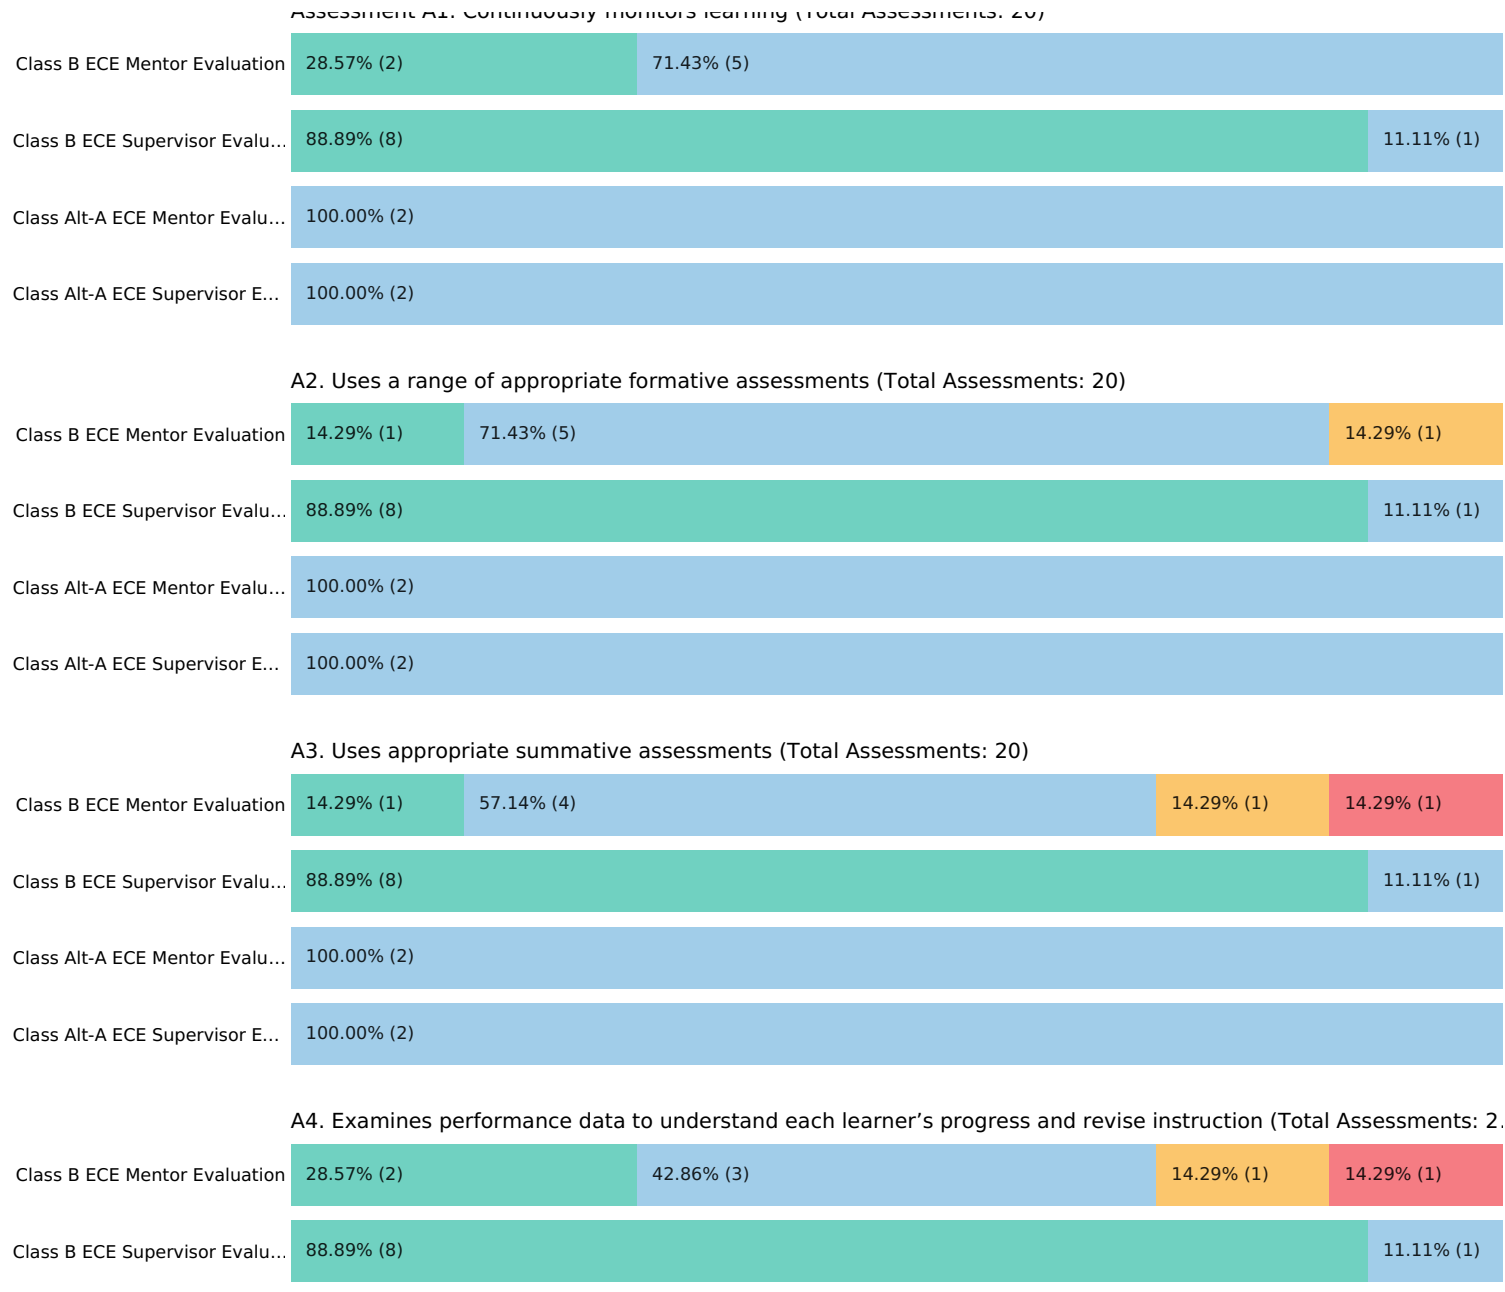 Assessment A1. Continuously monitors learning (Total Assessments: 20)
Class B ECE Mentor Evaluation 28.57% (2) 71.43% (5)
Class B ECE Supervisor Evalu... 88.89% (8) 11.11% (1)
Class Alt-A ECE Mentor Evalu... 100.00% (2)
Class Alt-A ECE Supervisor E... 100.00% (2)
A2. Uses a range of appropriate formative assessments (Total Assessments: 20)
Class B ECE Mentor Evaluation 14.29% (1) 71.43% (5) 14.29% (1)
Class B ECE Supervisor Evalu... 88.89% (8) 11.11% (1)
Class Alt-A ECE Mentor Evalu... 100.00% (2)
Class Alt-A ECE Supervisor E... 100.00% (2)
A3. Uses appropriate summative assessments (Total Assessments: 20)
Class B ECE Mentor Evaluation 14.29% (1) 57.14% (4) 14.29% (1) 14.29% (1)
Class B ECE Supervisor Evalu... 88.89% (8) 11.11% (1)
Class Alt-A ECE Mentor Evalu... 100.00% (2)
Class Alt-A ECE Supervisor E... 100.00% (2)
A4. Examines performance data to understand each learner’s progress and revise instruction (Total Assessments: 2.
Class B ECE Mentor Evaluation 28.57% (2) 42.86% (3) 14.29% (1) 14.29% (1)
Class B ECE Supervisor Evalu... 88.89% (8) 11.11% (1)